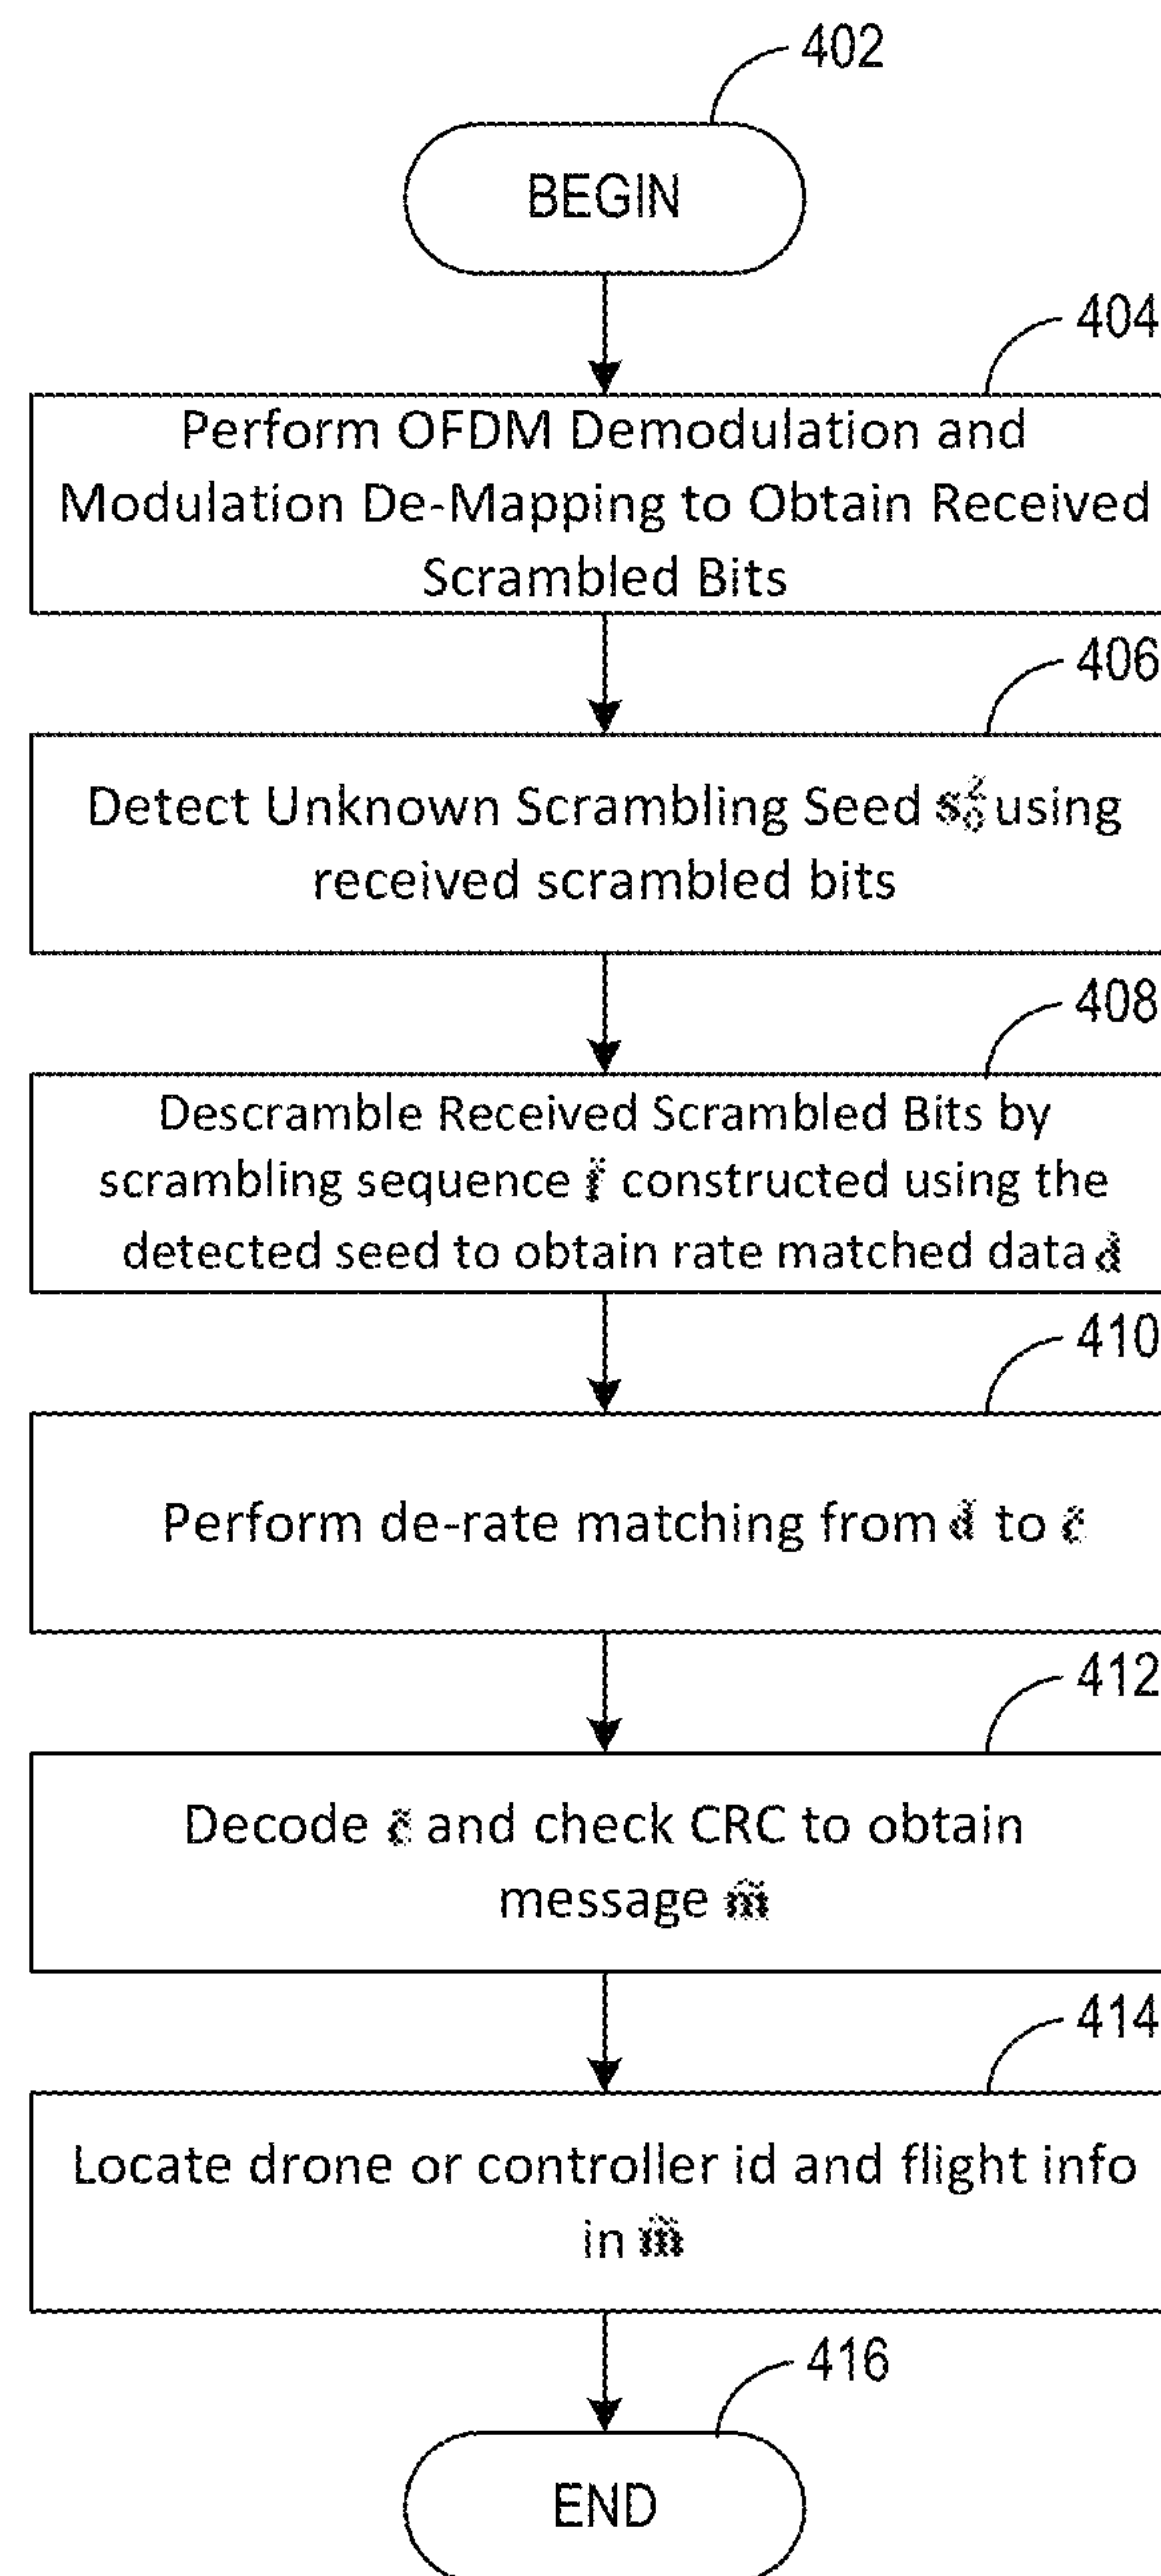 402
BEGIN
404
Perform OFDM Demodulation and
Modulation De-Mapping to Obtain Received
Scrambled Bits
406
Detect Unknown Scrambling Seed using
received scrambled bits
408
Descramble Received Scrambled Bits by
scrambling sequence constructed using the
detected seed to obtain rate matched data
410
Perform de-rate matching from to
412
Decode and check CRC to obtain
message
414
Locate drone or controller id and flight info
in
416
END